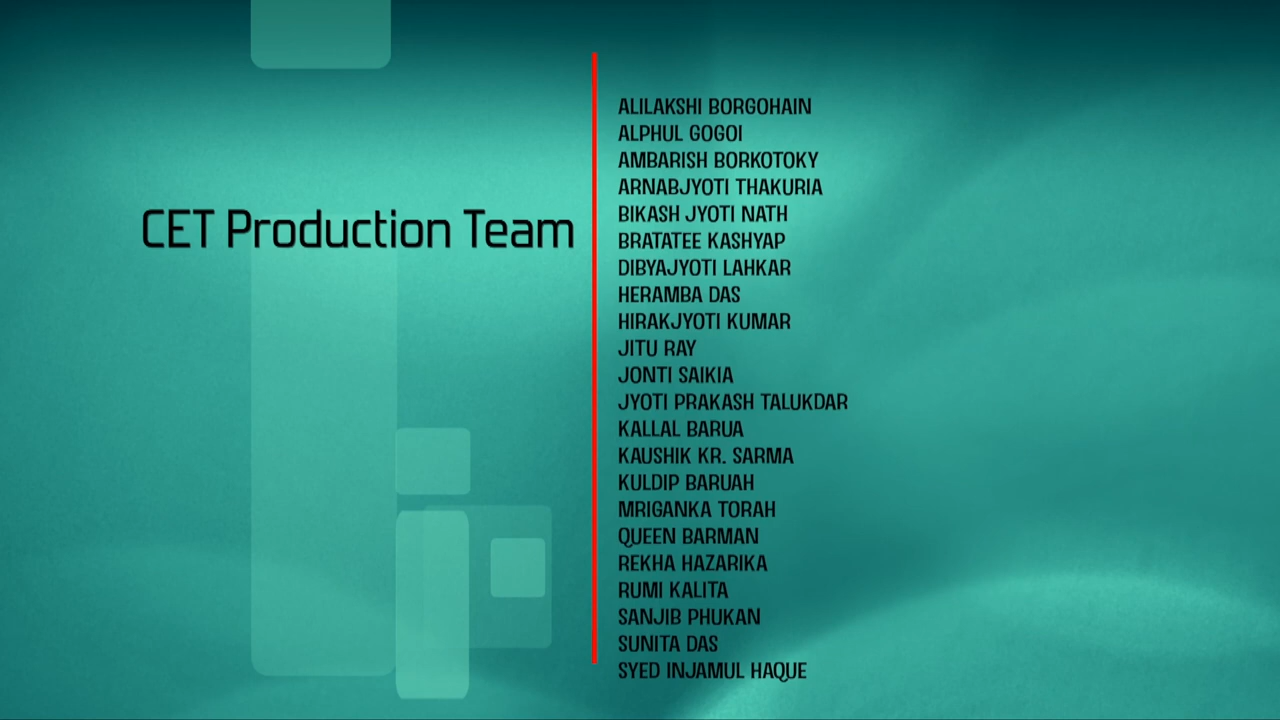 CET Production Team
ALILAKSHI BORGOHAIN
ALPHUL GOGOI
AMBARISH BORKOTOKY
ARNABJYOTI THAKURIA
BIKASH JYOTI NATH
BRATATEE KASHYAP
DIBYAJYOTI LAHKAR
HERAMBA DAS
HIRAKJYOTI KUMAR
JITU RAY
JONTI SAIKIA
JYOTI PRAKASH TALUKDAR
KALLAL BARUA
KAUSHIK KR. SARMA
KULDIP BARUAH
MRIGANKA TORAH
QUEEN BARMAN
REKHA HAZARIKA
RUMI KALITA
SANJIB PHUKAN
SUNITA DAS
SYED INJAMUL HAQUE